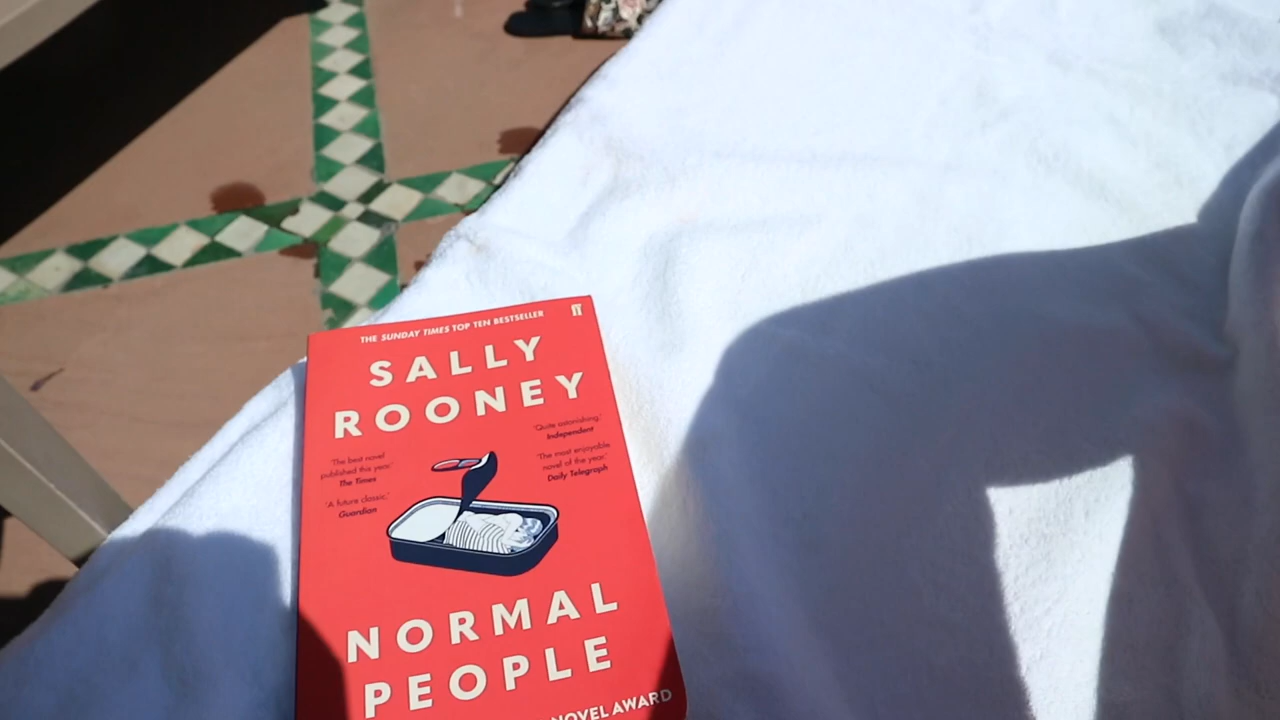 THE SUNDAY TIMES TOP TEN BESTSELLER
ff
SALLY
ROONEY
'The best novel
published this year.'
The Times
'A future classic.'
Guardian
'Quite astonishing.'
Independent
'The most enjoyable
novel of the year.'
Daily Telegraph
NORMAL
PEOPLE
NOVEL AWARD